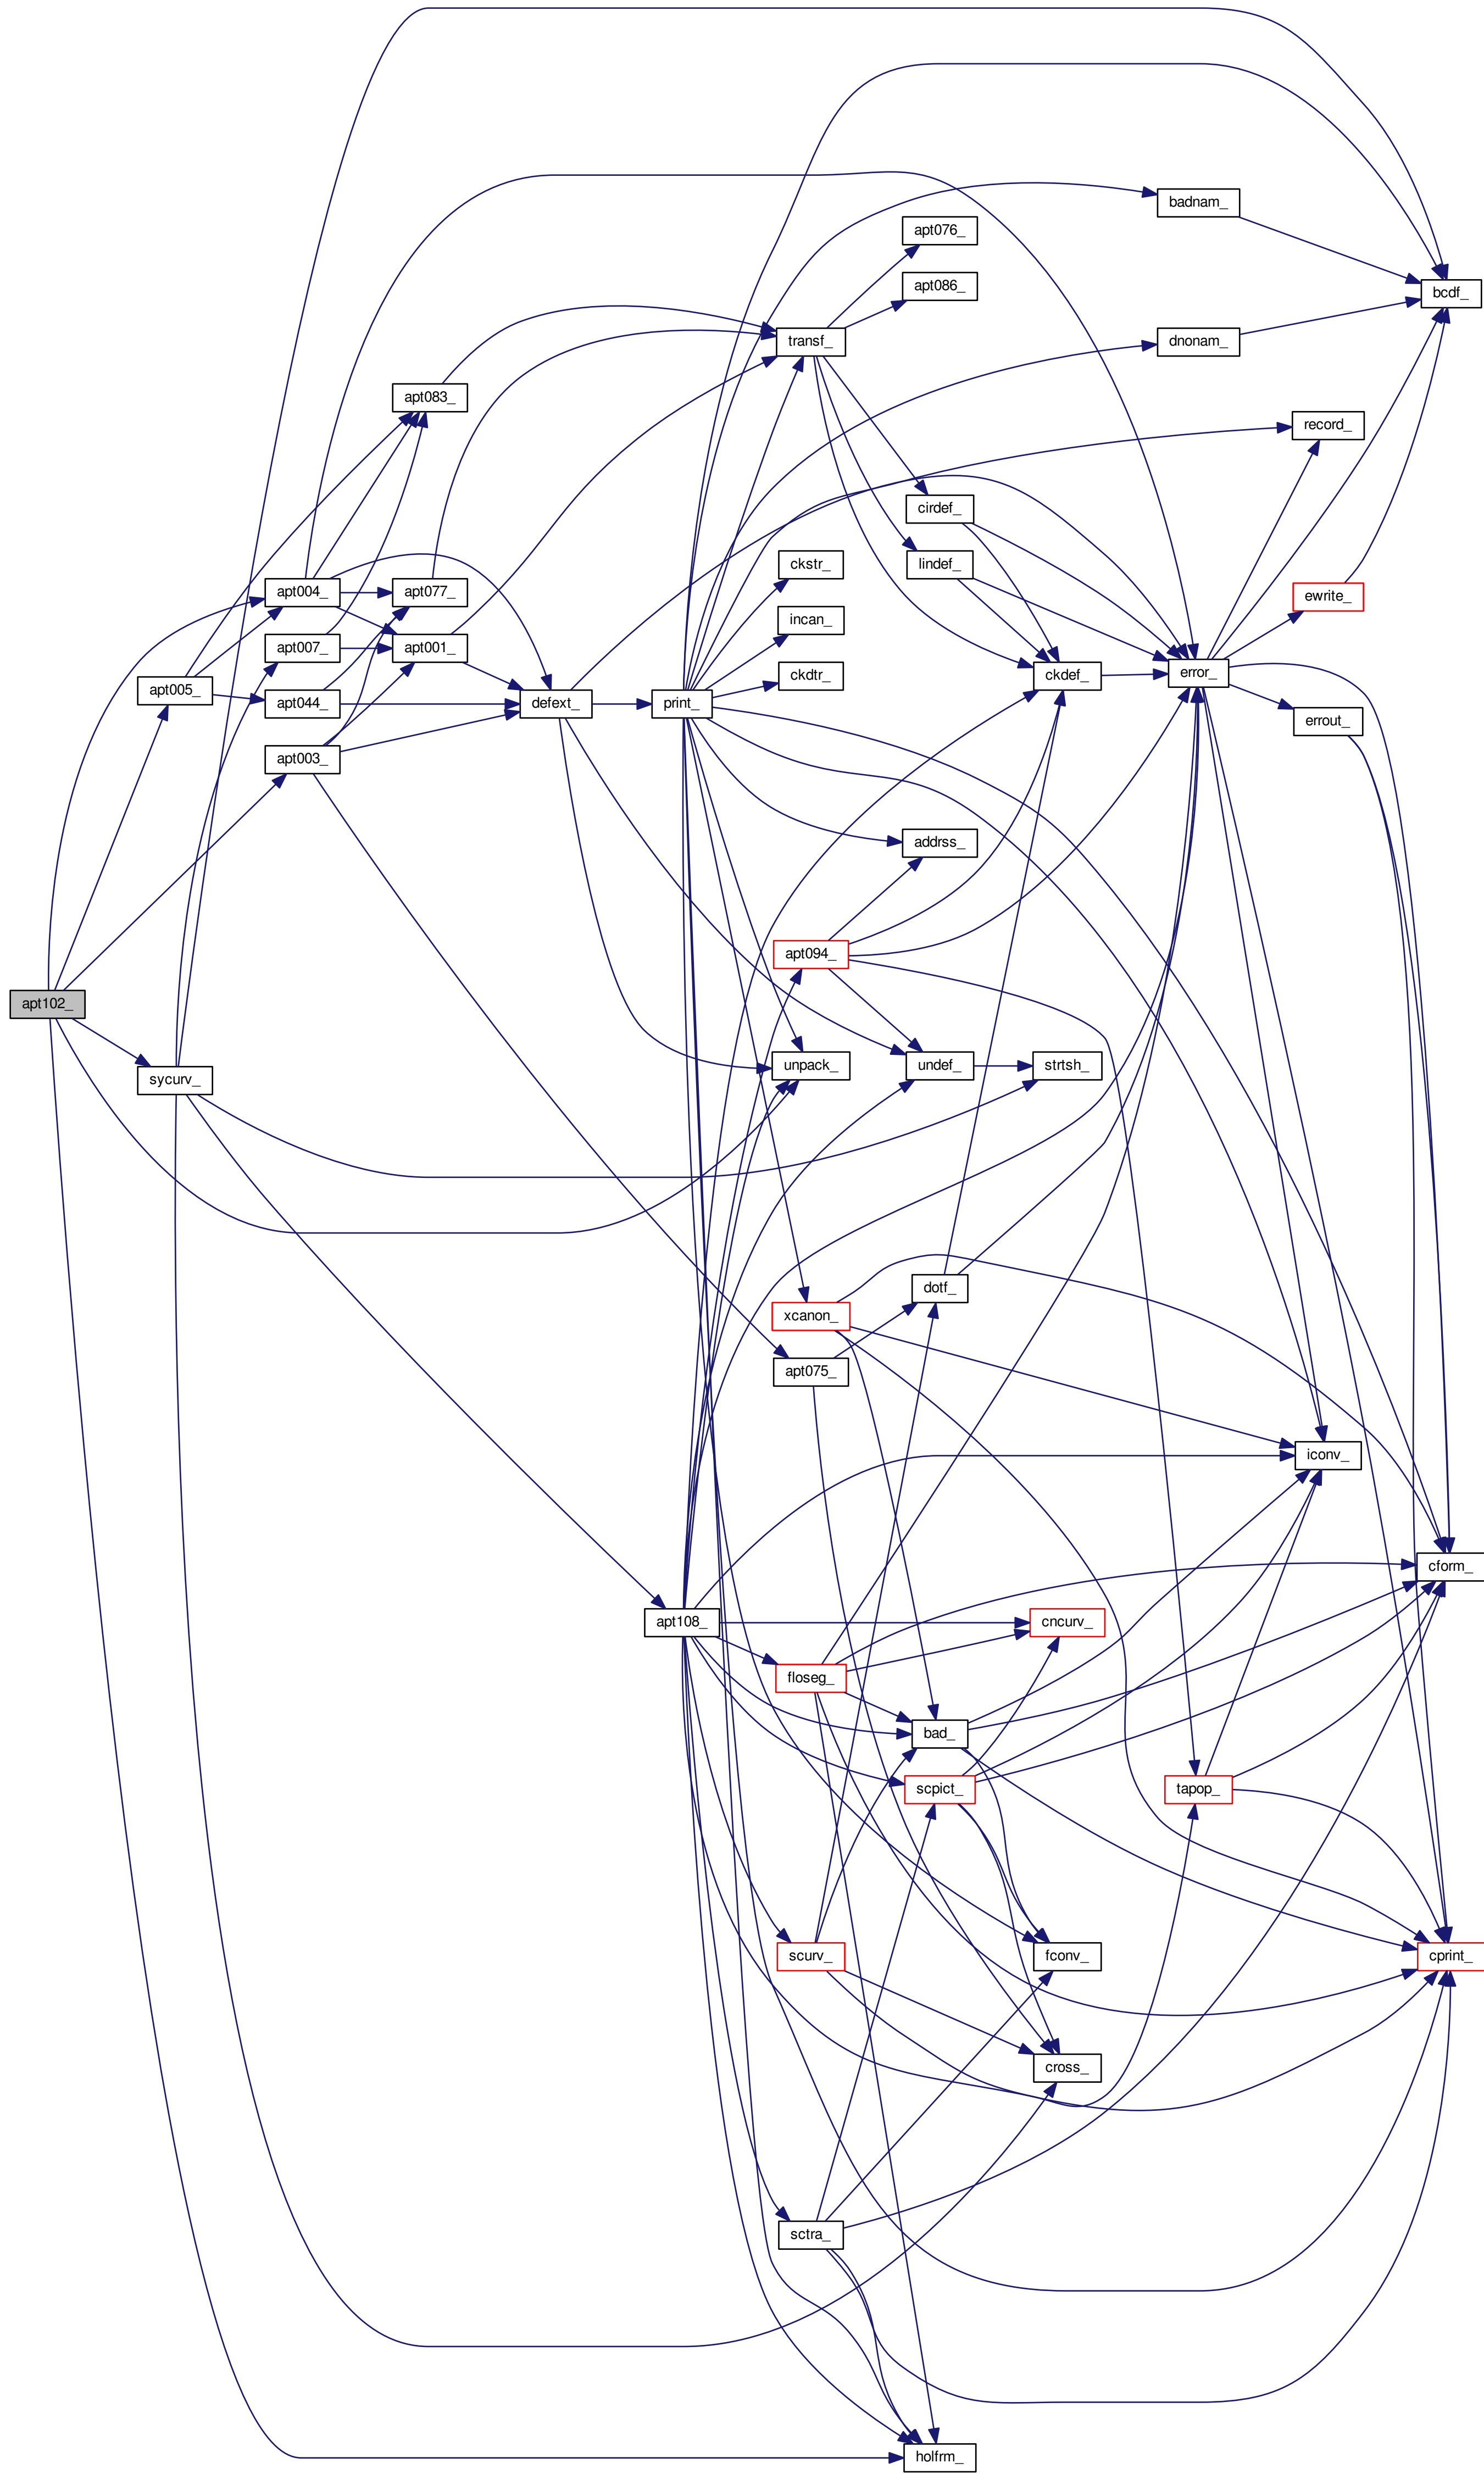 badnam_
apt076_
apt086_
bcdf_
transf_
dnonam_
apt083_
record_
cirdef_
ckstr_
lindef_
apt004_
apt077_
ewrite_
incan_
apt007_
apt001_
ckdtr_
ckdef_
error_
apt005_
apt044_
defext_
print_
errout_
apt003_
addrss_
apt094_
apt102_
unpack_
undef_
strtsh_
sycurv_
dotf_
xcanon_
apt075_
iconv_
cform_
apt108_
cncurv_
floseg_
bad_
scpict_
tapop_
scurv_
fconv_
cprint_
cross_
sctra_
holfrm_